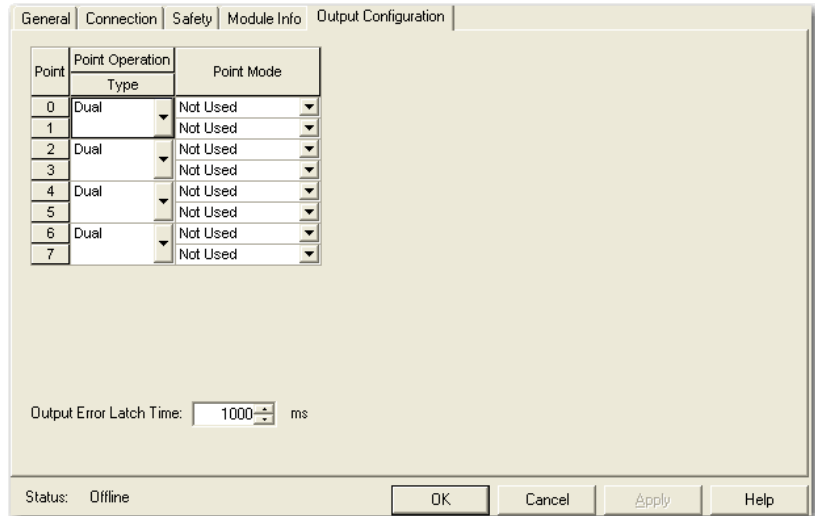 General Connection Safety Module Info Output Configuration
Point Point Operation Point Mode
Type
0 Dual Not Used
1 Not Used
2 Dual Not Used
3 Not Used
4 Dual Not Used
5 Not Used
6 Dual Not Used
7 Not Used
Output Error Latch Time: 1000 ms
Status: Offline OK Cancel Apply Help